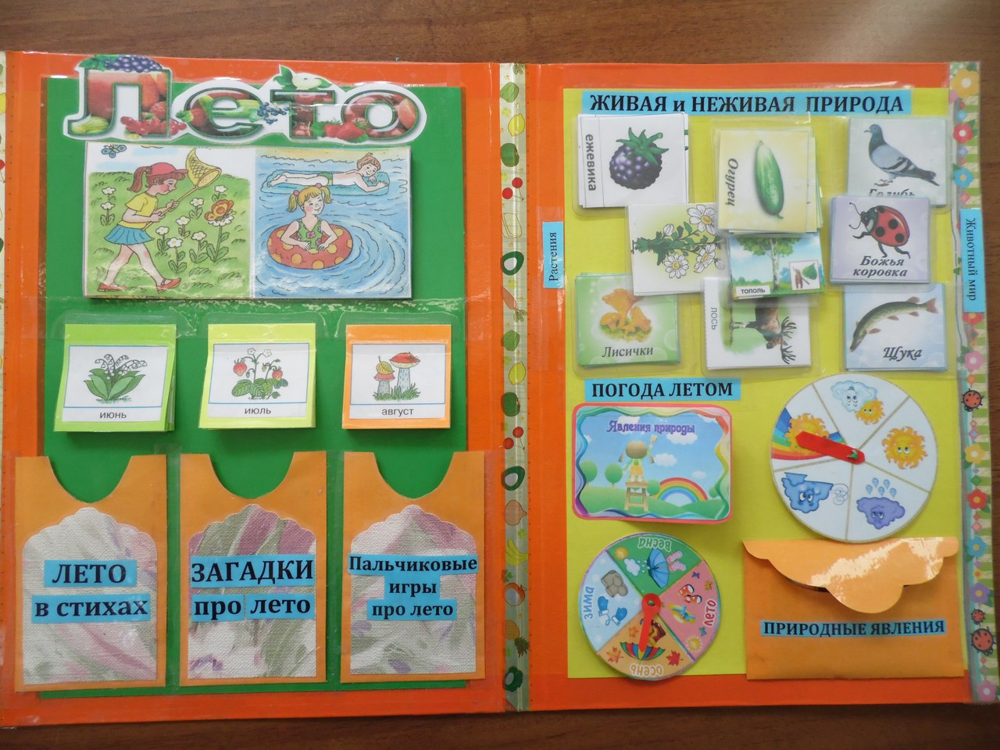 Лето
июнь
июль
август
ЛЕТО
в стихах
ЗАГАДКИ
про лето
Пальчиковые
игры
про лето
ЖИВАЯ и НЕЖИВАЯ ПРИРОДА
Растения
Животный мир
ежевика
Огурец
Голубь
тополь
Божья
коровка
Лисички
лось
Щука
ПОГОДА ЛЕТОМ
Явления природы
весна
лето
осень
зима
ПРИРОДНЫЕ ЯВЛЕНИЯ